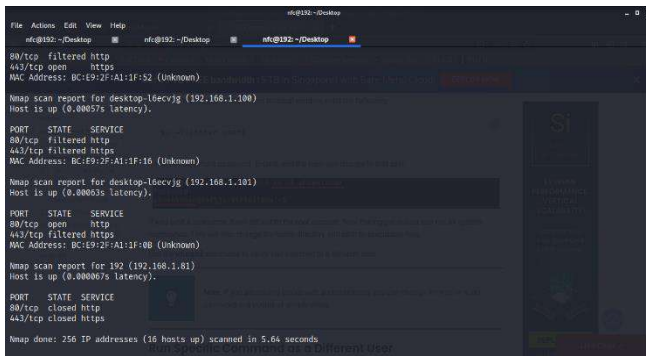 nfc@192: ~/Desktop
File Actions Edit View Help
nfc@192: ~/Desktop nfc@192: ~/Desktop nfc@192: ~/Desktop
80/tcp filtered http
443/tcp open https
MAC Address: BC:E9:2F:A1:1F:52 (Unknown)
Nmap scan report for desktop-l6ecvjg (192.168.1.100)
Host is up (0.00057s latency).
PORT STATE SERVICE
80/tcp filtered http
443/tcp filtered https
MAC Address: BC:E9:2F:A1:1F:16 (Unknown)
Nmap scan report for desktop-l6ecvjg (192.168.1.101)
Host is up (0.00063s latency).
PORT STATE SERVICE
80/tcp open http
443/tcp filtered https
MAC Address: BC:E9:2F:A1:1F:0B (Unknown)
Nmap scan report for 192 (192.168.1.81)
Host is up (0.000067s latency).
PORT STATE SERVICE
80/tcp closed http
443/tcp closed https
Nmap done: 256 IP addresses (16 hosts up) scanned in 5.64 seconds
Run Specific Command as a Different User